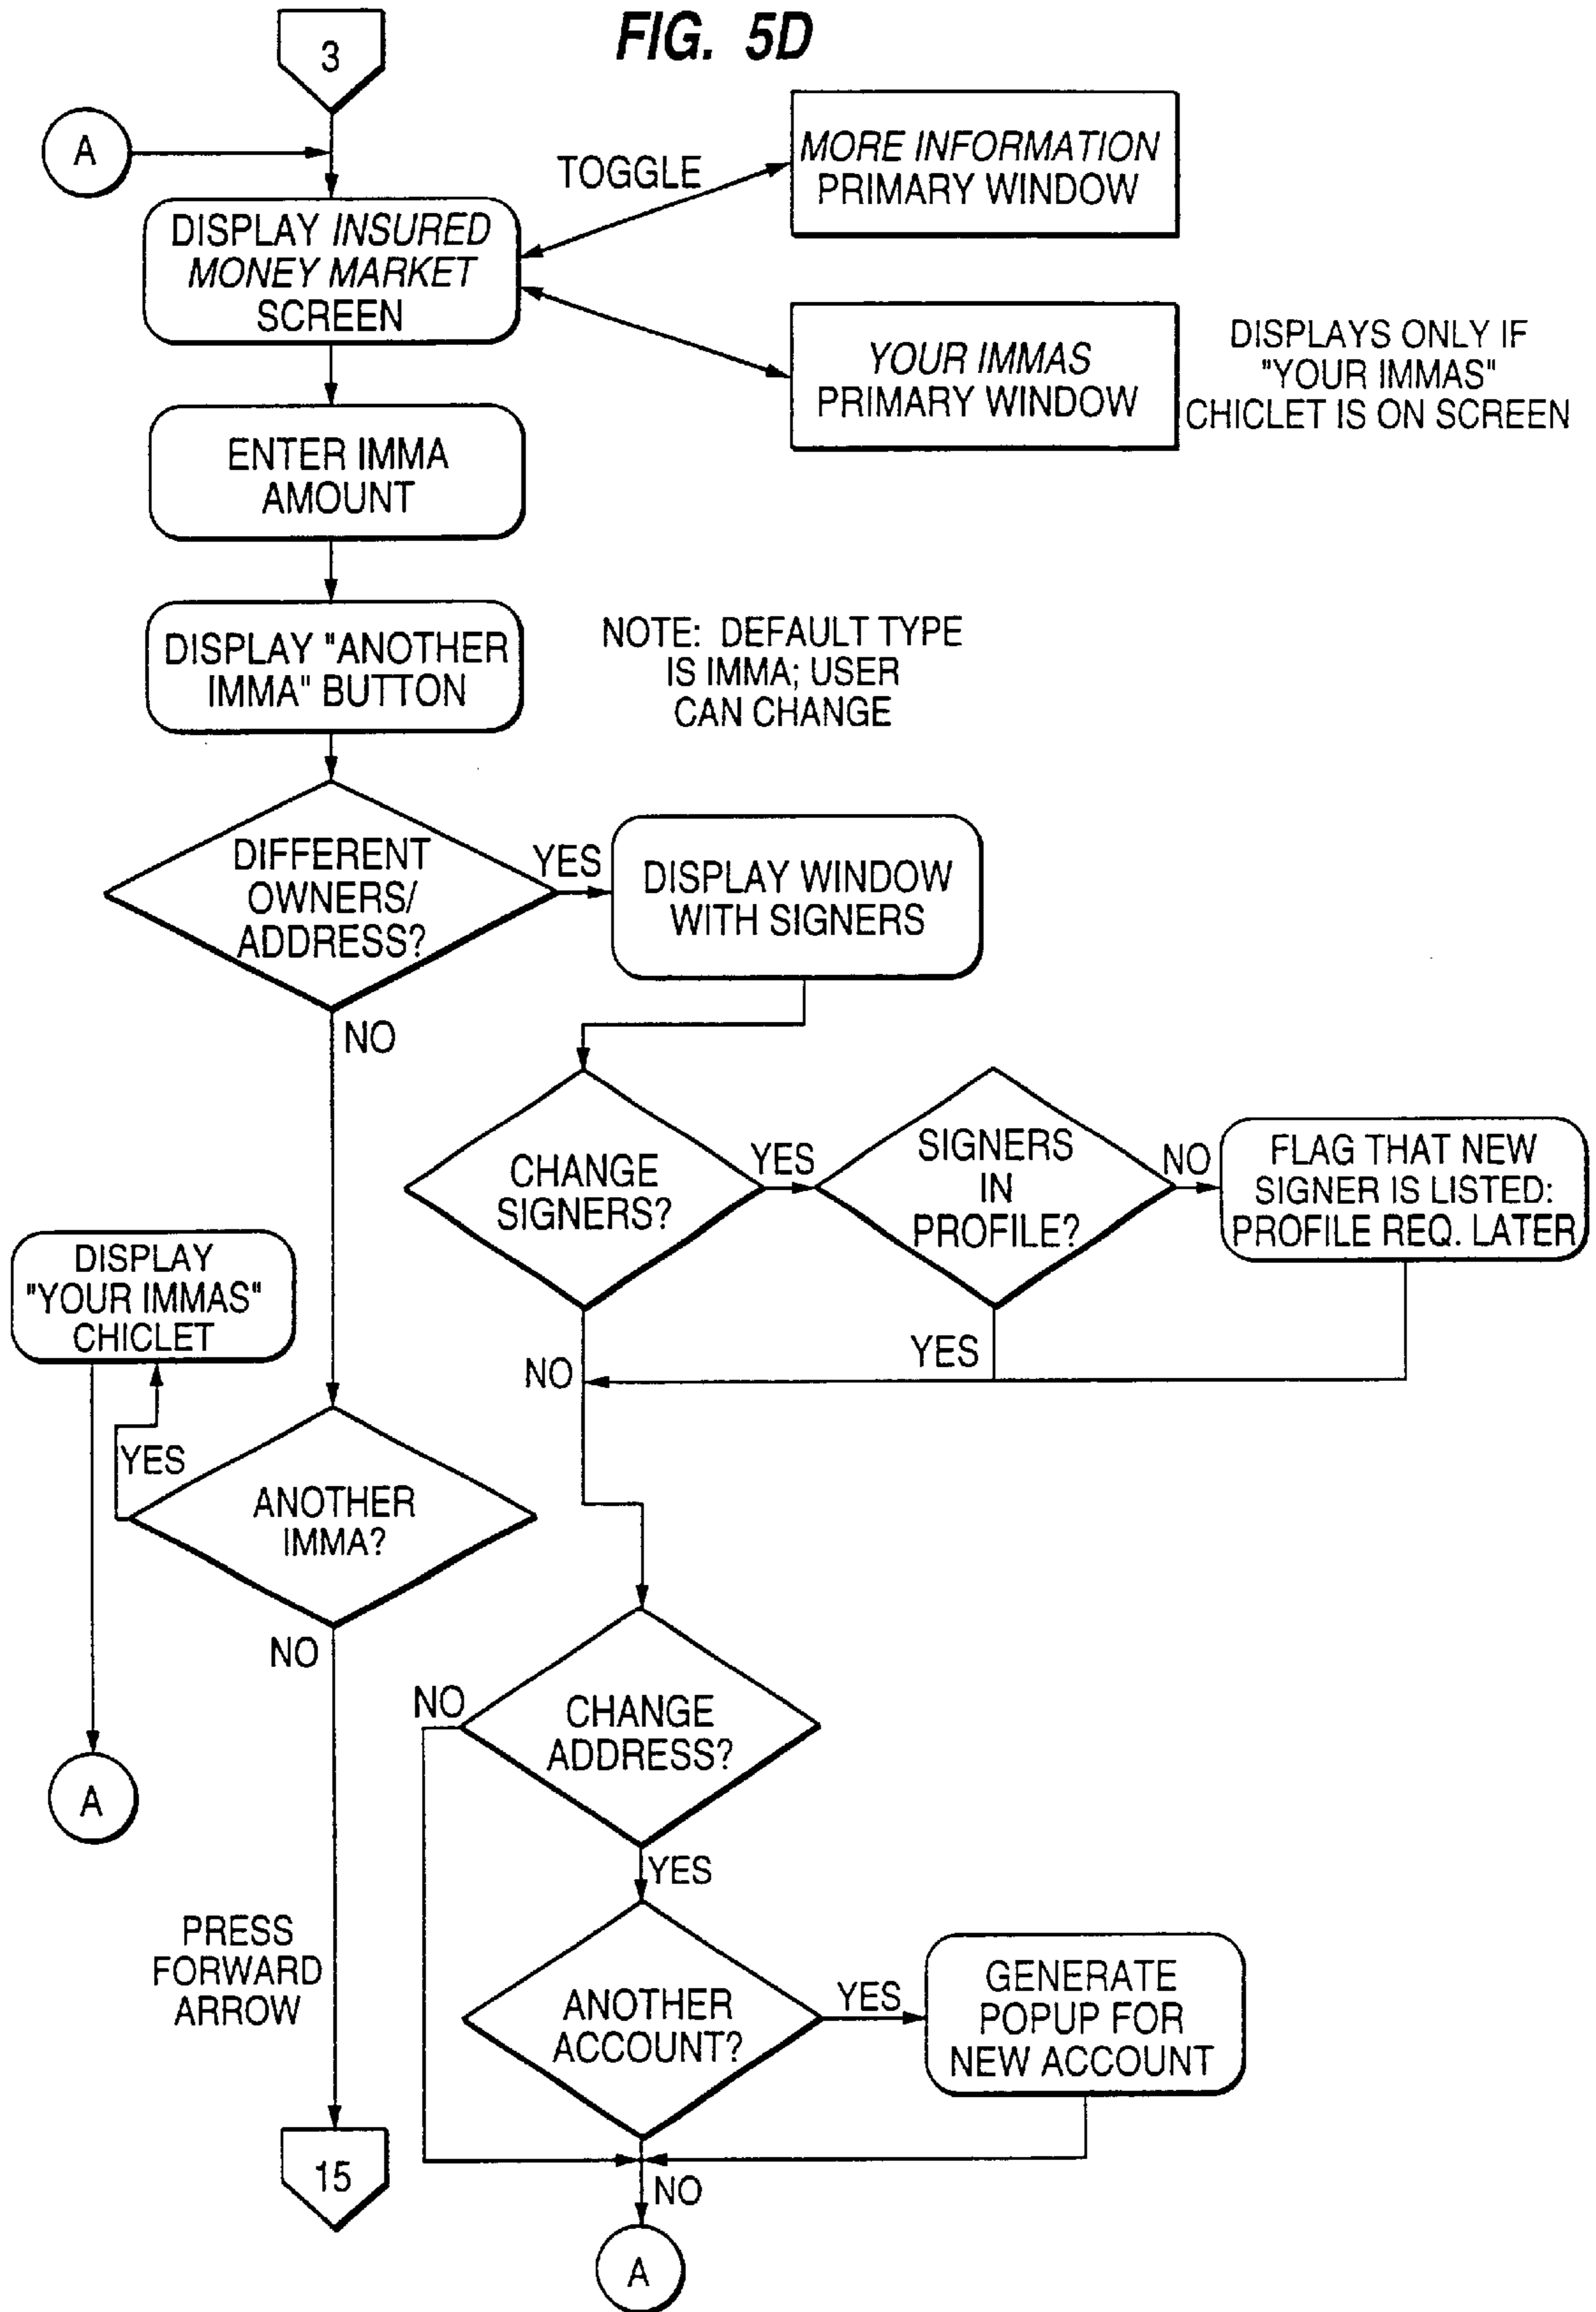 FIG. 5D
3
A
TOGGLE
MORE INFORMATION
PRIMARY WINDOW
DISPLAY INSURED
MONEY MARKET
SCREEN
YOUR IMMAS
PRIMARY WINDOW
DISPLAYS ONLY IF
"YOUR IMMAS"
CHICLET IS ON SCREEN
ENTER IMMA
AMOUNT
DISPLAY "ANOTHER
IMMA" BUTTON
NOTE: DEFAULT TYPE
IS IMMA; USER
CAN CHANGE
DIFFERENT
OWNERS/
ADDRESS?
YES
DISPLAY WINDOW
WITH SIGNERS
NO
CHANGE
SIGNERS?
YES
SIGNERS
IN
PROFILE?
NO
FLAG THAT NEW
SIGNER IS LISTED:
PROFILE REQ. LATER
DISPLAY
"YOUR IMMAS"
CHICLET
YES
NO
YES
ANOTHER
IMMA?
NO
NO
CHANGE
ADDRESS?
A
YES
PRESS
FORWARD
ARROW
ANOTHER
ACCOUNT?
YES
GENERATE
POPUP FOR
NEW ACCOUNT
15
NO
A